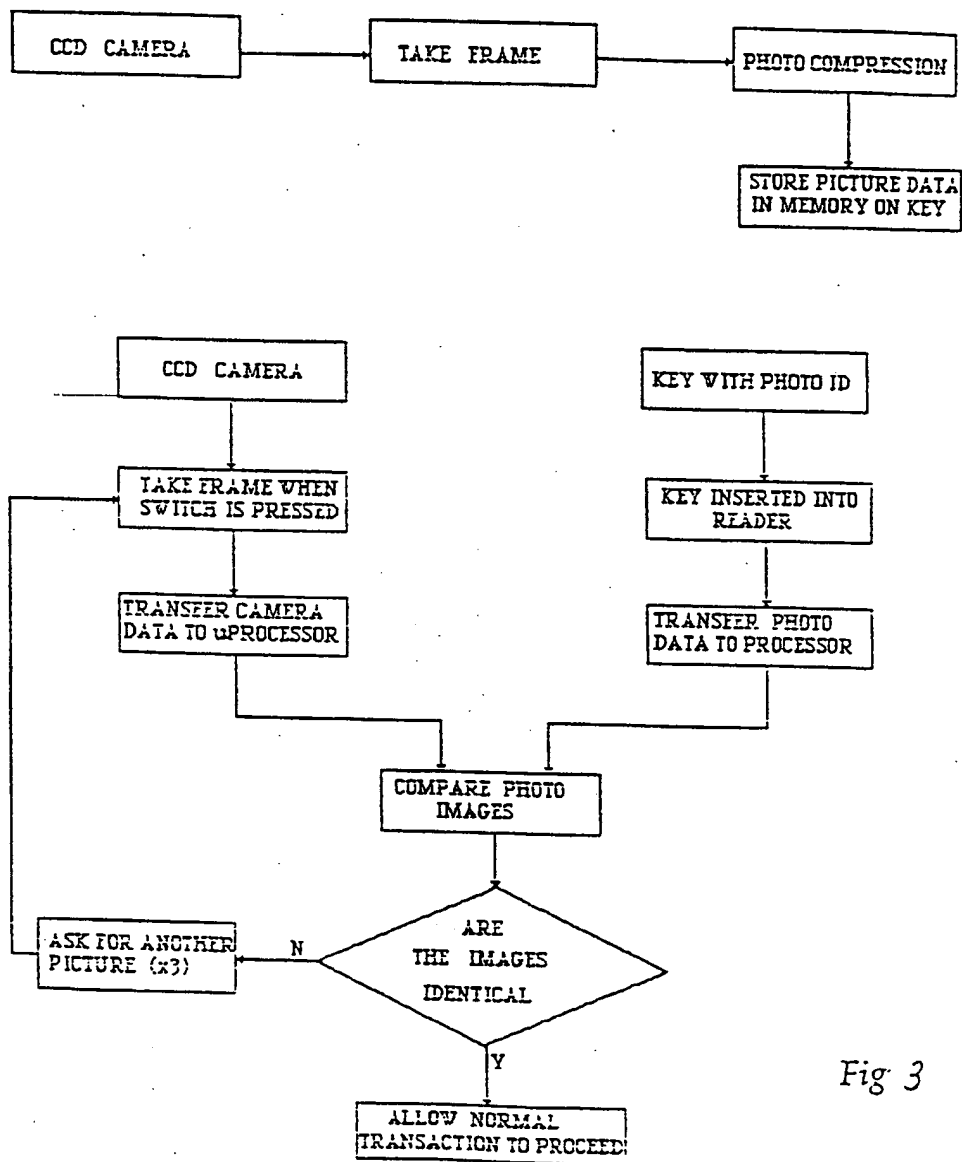 CCD CAMERA
TAKE FRAME
PHOTO COMPRESSION
STORE PICTURE DATA
IN MEMORY ON KEY
CCD CAMERA
KEY WITH PHOTO ID
TAKE FRAME WHEN
SWITCH IS PRESSED
KEY INSERTED INTO
READER
TRANSFER CAMERA
DATA TO uPROCESSOR
TRANSFER PHOTO
DATA TO PROCESSOR
COMPARE PHOTO
IMAGES
ARE
THE IMAGES
IDENTICAL
N
ASK FOR ANOTHER
PICTURE (x3)
Y
ALLOW NORMAL
TRANSACTION TO PROCEED
Fig 3